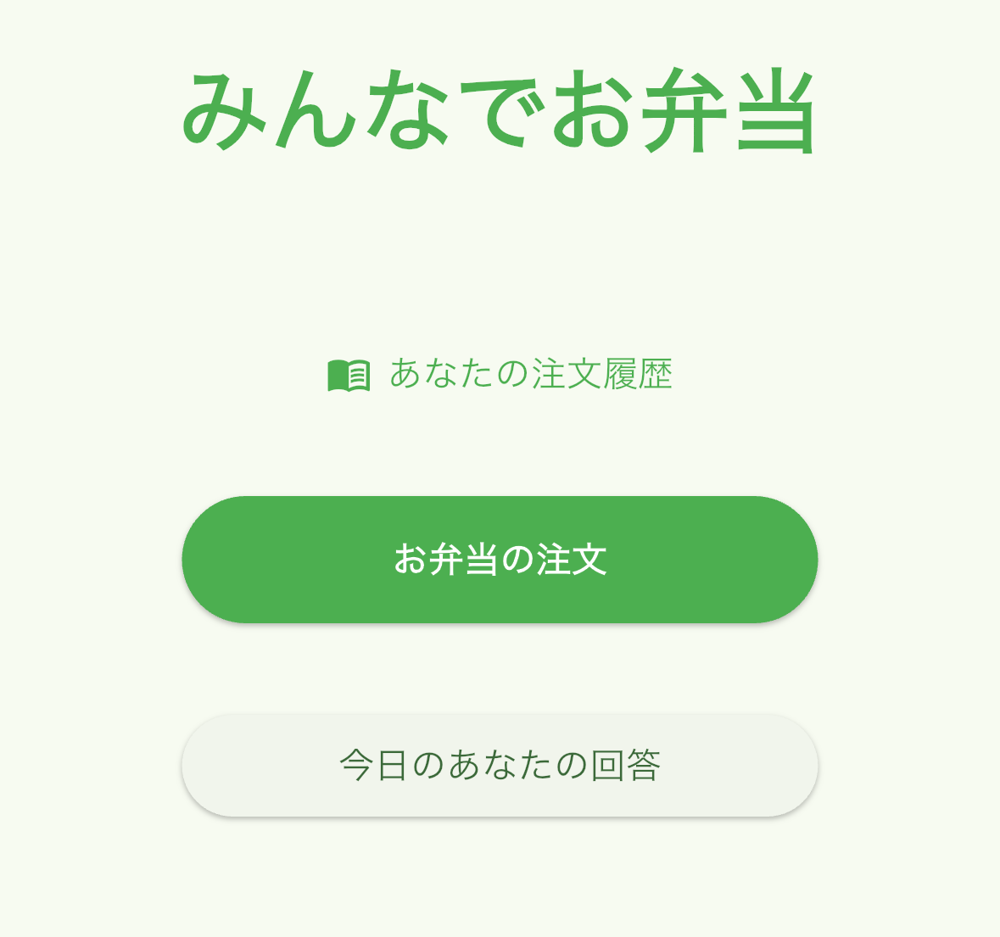 みんなでお弁当
あなたの注文履歴
お弁当の注文
今日のあなたの回答